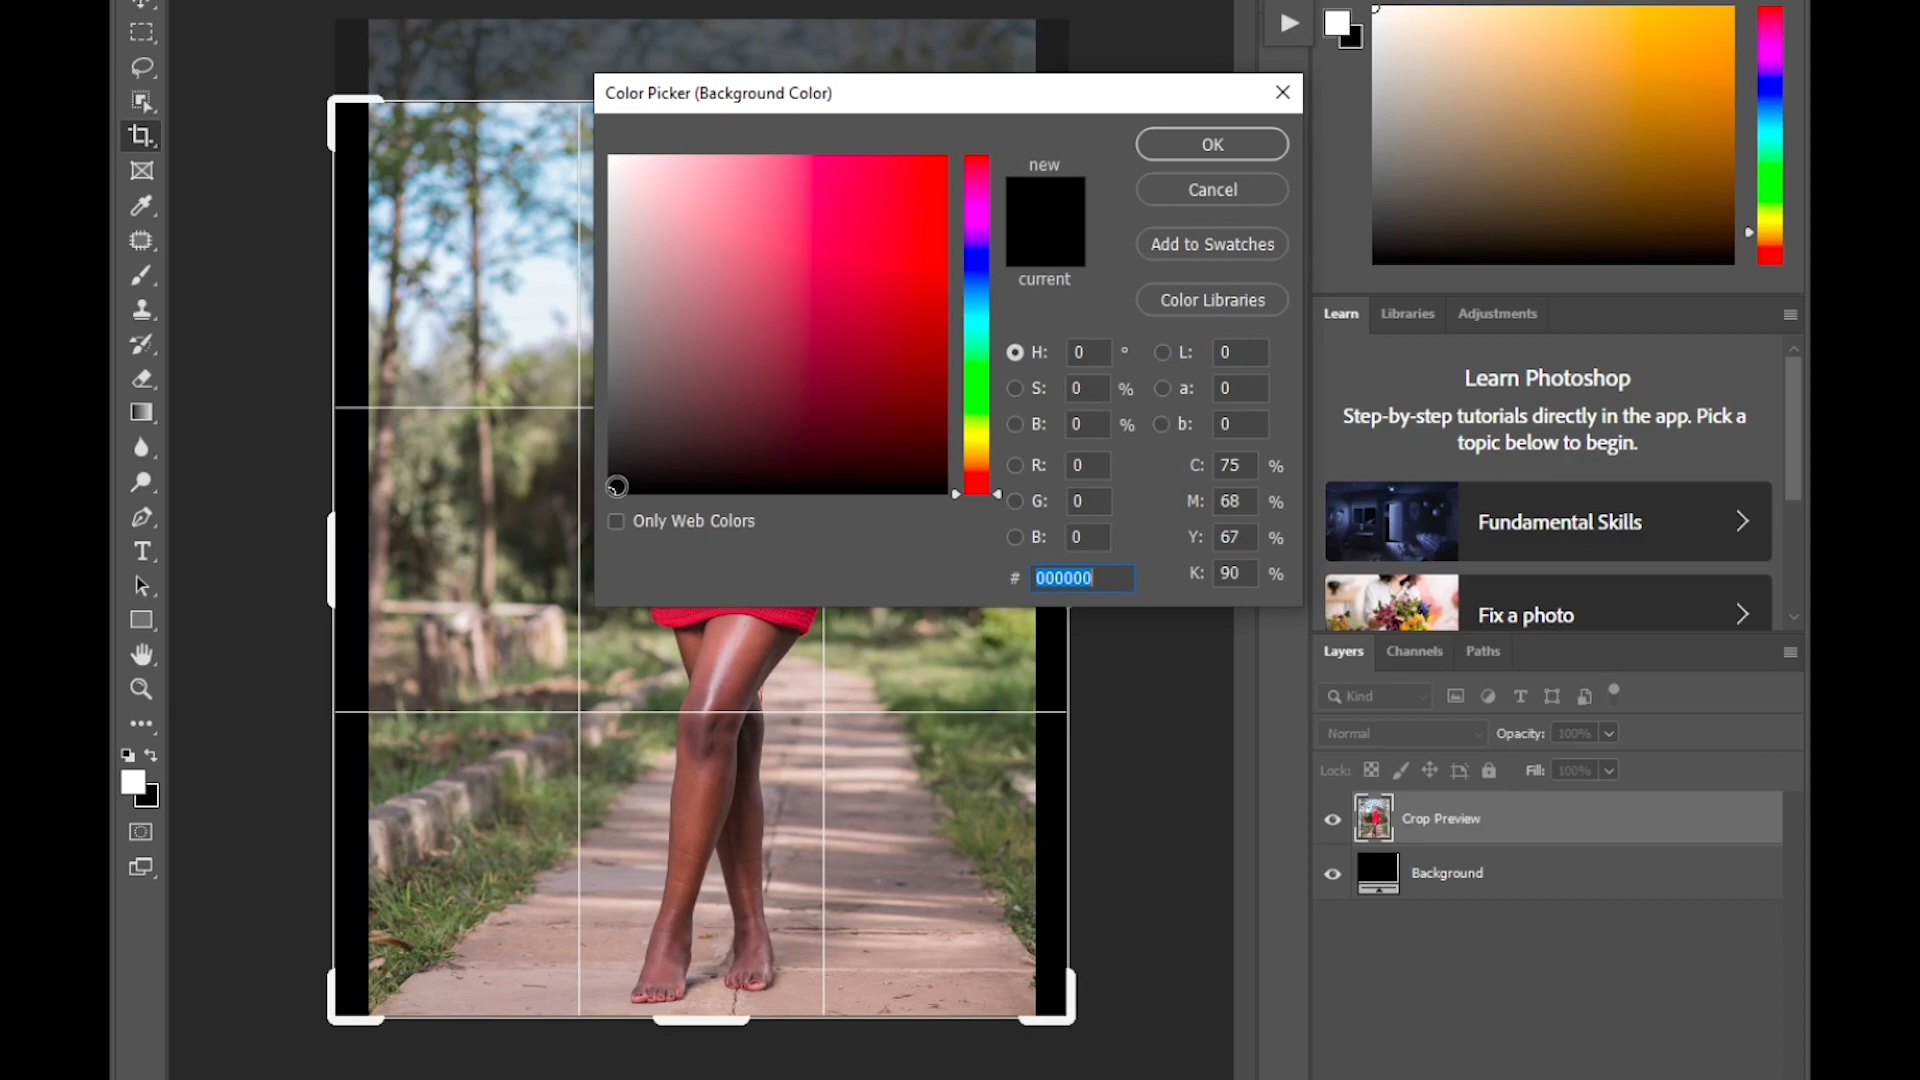 Color Picker (Background Color)
new
current
OK
Cancel
Add to Swatches
Color Libraries
H: 0 °
L: 0
S: 0 %
a: 0
B: 0 %
b: 0
R: 0
C: 75 %
G: 0
M: 68 %
B: 0
Y: 67 %
# 000000
K: 90 %
Only Web Colors
Learn Libraries Adjustments
Learn Photoshop
Step-by-step tutorials directly in the app. Pick a
topic below to begin.
Fundamental Skills
Fix a photo
Layers Channels Paths
Kind
Normal
Opacity: 100%
Lock:
Fill: 100%
Crop Preview
Background